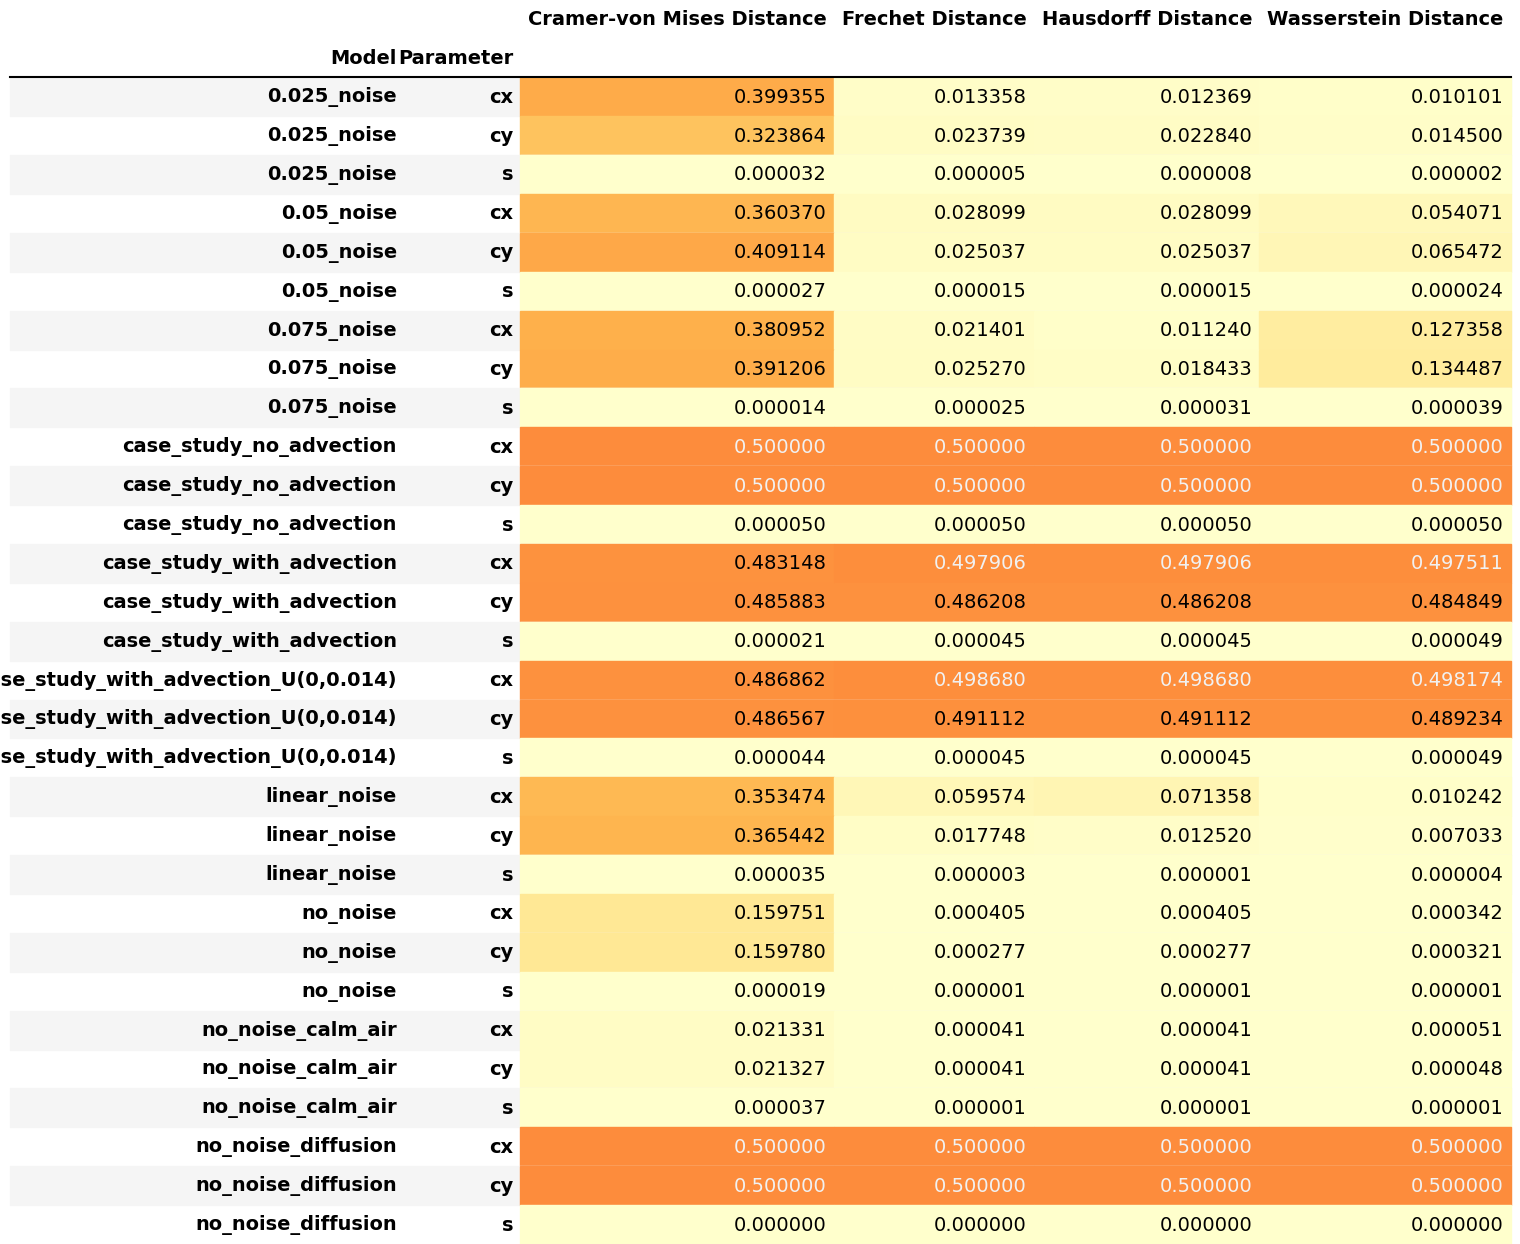 Cramer-von Mises Distance Frechet Distance Hausdorff Distance Wasserstein Distance
Model Parameter
0.025_noise cx 0.399355 0.013358 0.012369 0.010101
0.025_noise cy 0.323864 0.023739 0.022840 0.014500
0.025_noise s 0.000032 0.000005 0.000008 0.000002
0.05_noise cx 0.360370 0.028099 0.028099 0.054071
0.05_noise cy 0.409114 0.025037 0.025037 0.065472
0.05_noise s 0.000027 0.000015 0.000015 0.000024
0.075_noise cx 0.380952 0.021401 0.011240 0.127358
0.075_noise cy 0.391206 0.025270 0.018433 0.134487
0.075_noise s 0.000014 0.000025 0.000031 0.000039
case_study_no_advection cx 0.500000 0.500000 0.500000 0.500000
case_study_no_advection cy 0.500000 0.500000 0.500000 0.500000
case_study_no_advection s 0.000050 0.000050 0.000050 0.000050
case_study_with_advection cx 0.483148 0.497906 0.497906 0.497511
case_study_with_advection cy 0.485883 0.486208 0.486208 0.484849
case_study_with_advection s 0.000021 0.000045 0.000045 0.000049
se_study_with_advection_U(0,0.014) cx 0.486862 0.498680 0.498680 0.498174
se_study_with_advection_U(0,0.014) cy 0.486567 0.491112 0.491112 0.489234
se_study_with_advection_U(0,0.014) s 0.000044 0.000045 0.000045 0.000049
linear_noise cx 0.353474 0.059574 0.071358 0.010242
linear_noise cy 0.365442 0.017748 0.012520 0.007033
linear_noise s 0.000035 0.000003 0.000001 0.000004
no_noise cx 0.159751 0.000405 0.000405 0.000342
no_noise cy 0.159780 0.000277 0.000277 0.000321
no_noise s 0.000019 0.000001 0.000001 0.000001
no_noise_calm_air cx 0.021331 0.000041 0.000041 0.000051
no_noise_calm_air cy 0.021327 0.000041 0.000041 0.000048
no_noise_calm_air s 0.000037 0.000001 0.000001 0.000001
no_noise_diffusion cx 0.500000 0.500000 0.500000 0.500000
no_noise_diffusion cy 0.500000 0.500000 0.500000 0.500000
no_noise_diffusion s 0.000000 0.000000 0.000000 0.000000